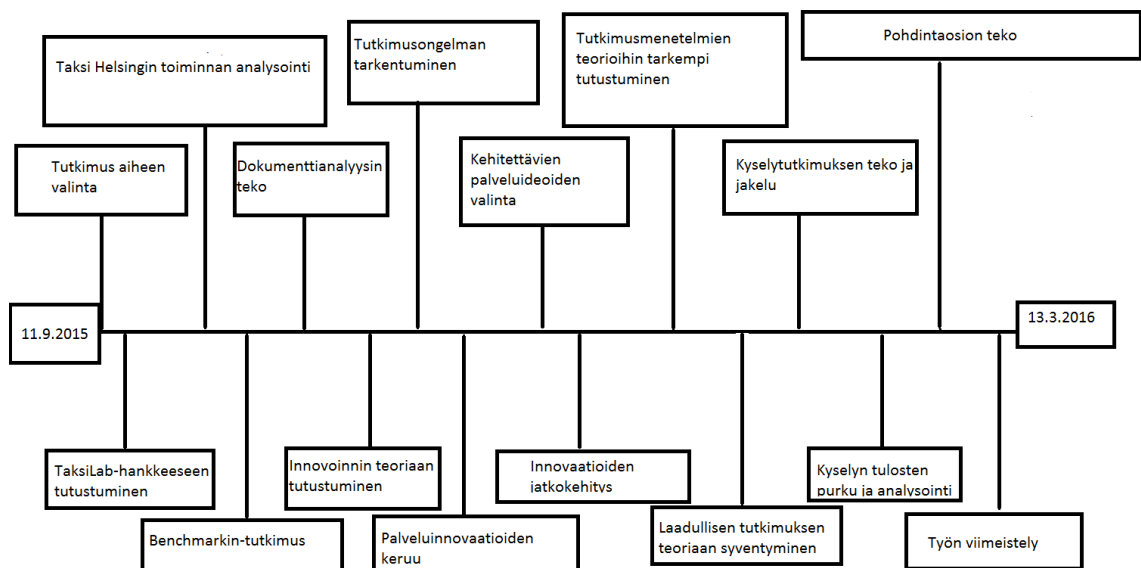 Taksi Helsingin toiminnan analysointi
Tutkimusongelman
tarkentuminen
Tutkimusmenetelmien
teorioihin tarkempi
tutustuminen
Pohdintaosion teko
Tutkimus aiheen
valinta
Dokumenttianalyysin
teko
Kehitettävien
palveluideoiden
valinta
Kyselytutkimuksen teko ja
jakelu
11.9.2015
13.3.2016
TaksiLab-hankkeeseen
tutustuminen
Innovoinnin teoriaan
tutustuminen
Innovaatioiden
jatkokehitys
Kyselyn tulosten
purku ja analysointi
Benchmarkin-tutkimus
Palveluinnovaatioiden
keruu
Laadullisen tutkimuksen
teoriaan syventyminen
Työn viimeistely